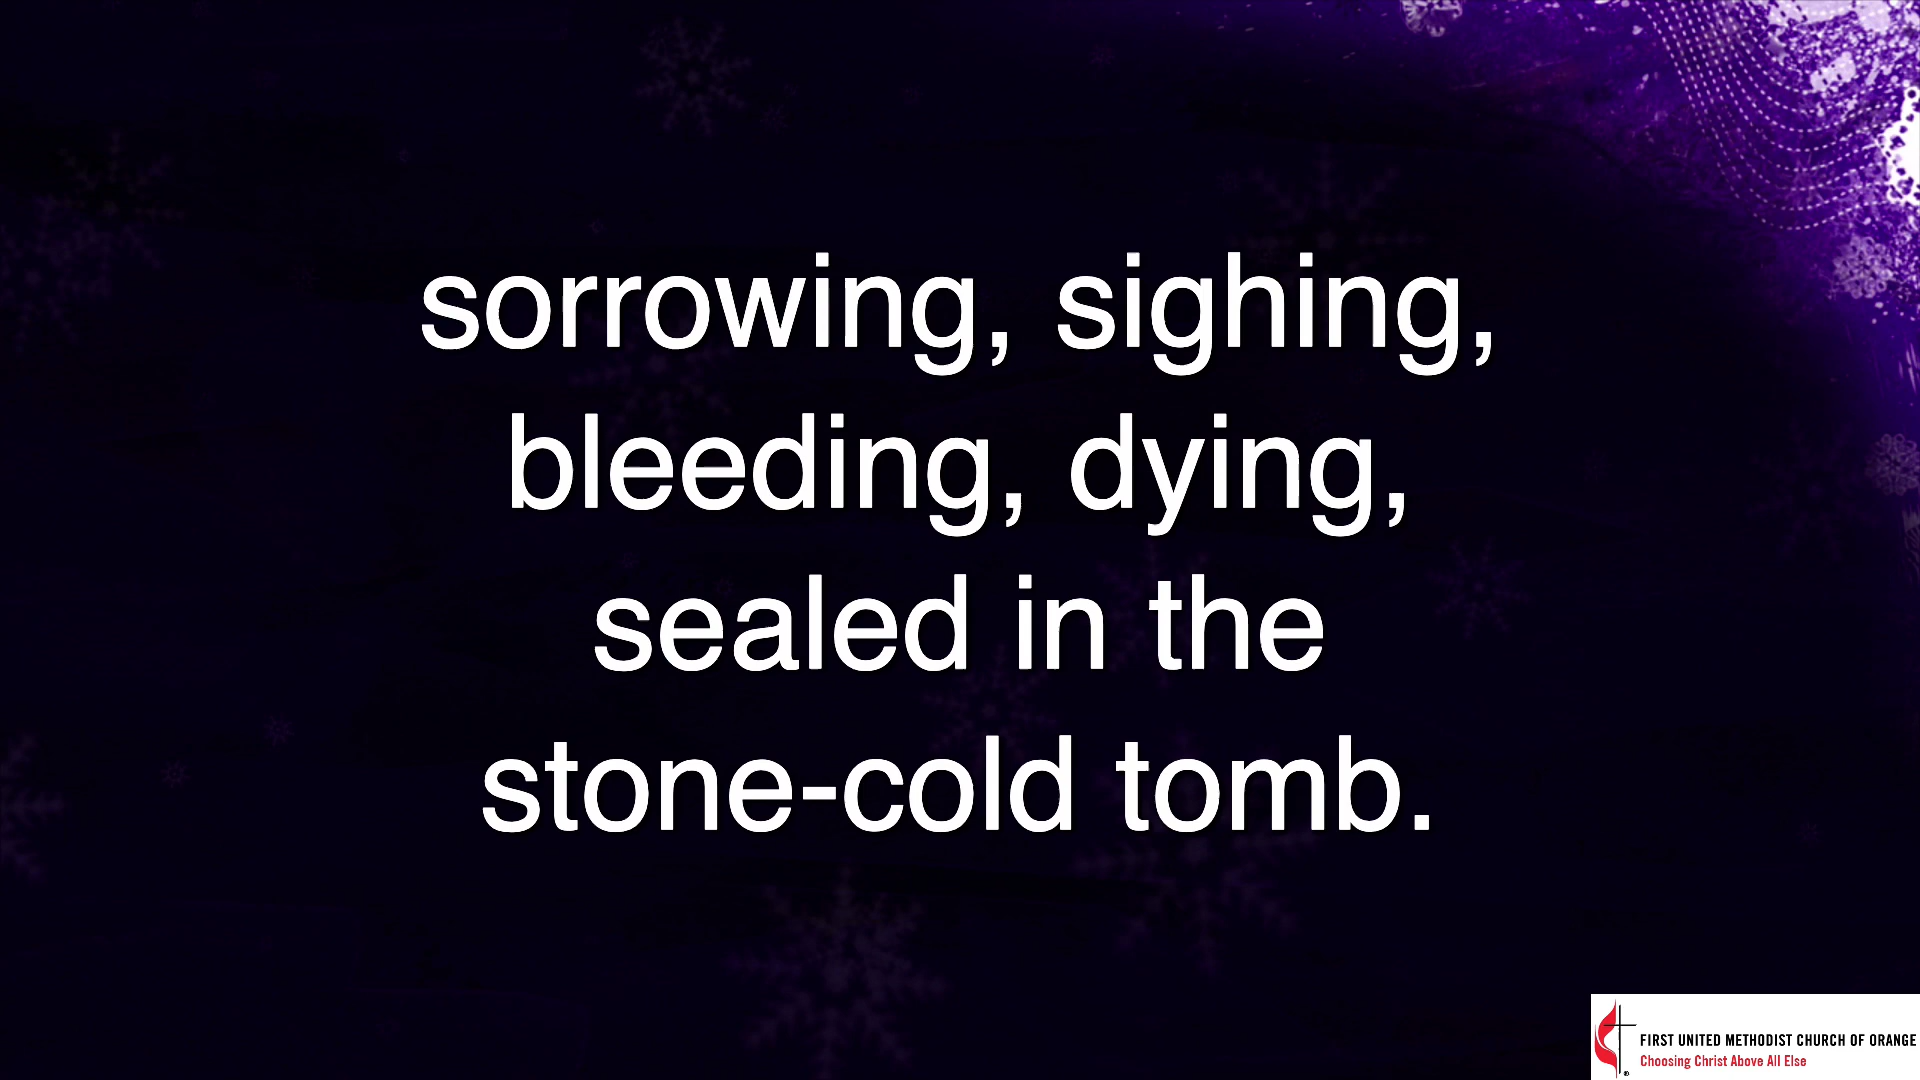 sorrowing, sighing,
bleeding, dying,
sealed in the
stone-cold tomb.
FIRST UNITED METHODIST CHURCH OF ORANGE
Choosing Christ Above All Else